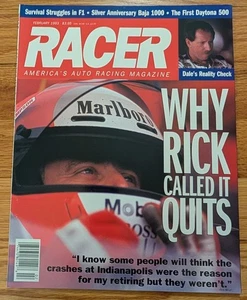 Survival Struggles in F1 • Silver Anniversary Baja 1000 • The First Daytona 500
FEBRUARY 1993
RACER
AMERICA'S AUTO RACING MAGAZINE
Dale's Reality Check
Marlboro
WHY
RICK
CALLED IT
QUITS
Mob
"I know some people will think the
crashes at Indianapolis were the reason
for my retiring but they weren't."